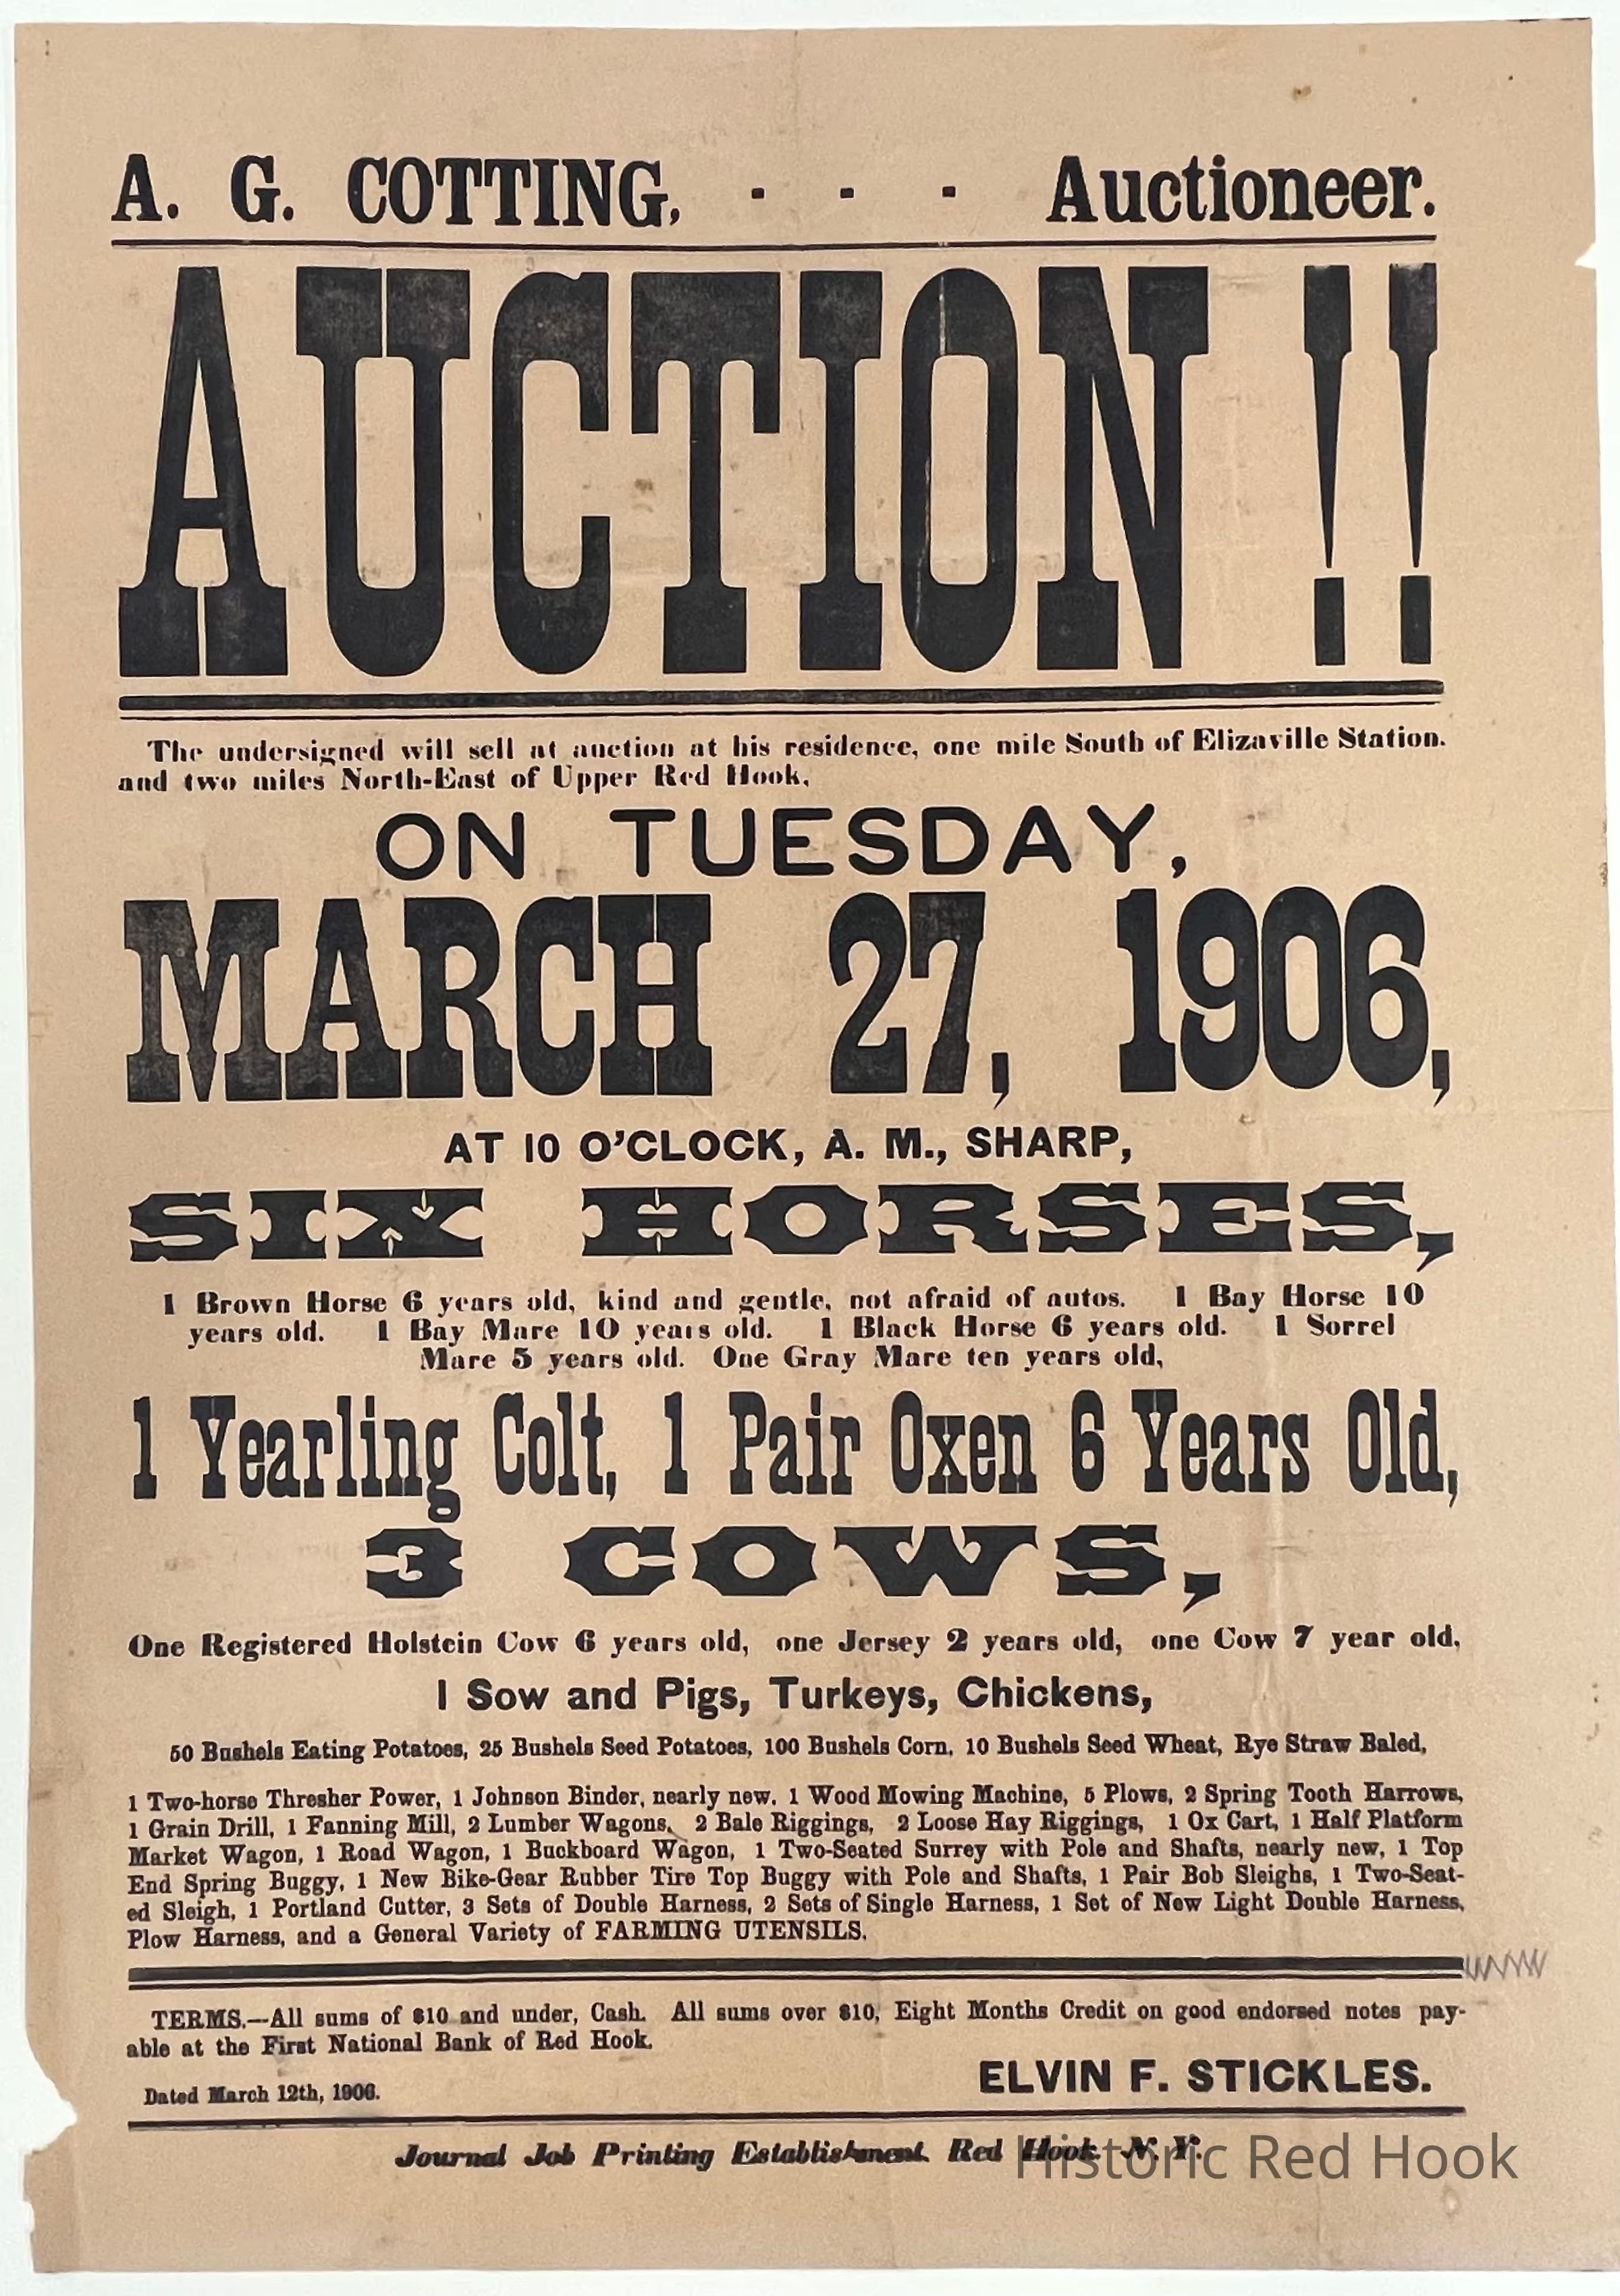 A. G. COTTING, - - - Auctioneer.
AUCTION !!
The undersigned will sell at auction at his residence, one mile South of Elizaville Station.
and two miles North-East of Upper Red Hook,
ON TUESDAY,
MARCH 27, 1906,
AT 10 O'CLOCK, A. M., SHARP,
SIX HORSES,
1 Brown Horse 6 years old, kind and gentle, not afraid of autos. 1 Bay Horse 10
years old. 1 Bay Mare 10 years old. 1 Black Horse 6 years old. 1 Sorrel
Mare 5 years old. One Gray Mare ten years old,
1 Yearling Colt, 1 Pair Oxen 6 Years Old,
3 COWS,
One Registered Holstein Cow 6 years old, one Jersey 2 years old, one Cow 7 year old,
1 Sow and Pigs, Turkeys, Chickens,
50 Bushels Eating Potatoes, 25 Bushels Seed Potatoes, 100 Bushels Corn, 10 Bushels Seed Wheat, Rye Straw Baled,
1 Two-horse Thresher Power, 1 Johnson Binder, nearly new. 1 Wood Mowing Machine, 5 Plows, 2 Spring Tooth Harrows,
1 Grain Drill, 1 Fanning Mill, 2 Lumber Wagons, 2 Bale Riggings, 2 Loose Hay Riggings, 1 Ox Cart, 1 Half Platform
Market Wagon, 1 Road Wagon, 1 Buckboard Wagon, 1 Two-Seated Surrey with Pole and Shafts, nearly new, 1 Top
End Spring Buggy, 1 New Bike-Gear Rubber Tire Top Buggy with Pole and Shafts, 1 Pair Bob Sleighs, 1 Two-Seat-
ed Sleigh, 1 Portland Cutter, 3 Sets of Double Harness, 2 Sets of Single Harness, 1 Set of New Light Double Harness,
Plow Harness, and a General Variety of FARMING UTENSILS.
TERMS.—All sums of $10 and under, Cash. All sums over $10, Eight Months Credit on good endorsed notes pay-
able at the First National Bank of Red Hook.
ELVIN F. STICKLES.
Dated March 12th, 1906.
Journal Job Printing Establishment. Red Hook. N. Y.
Historic Red Hook